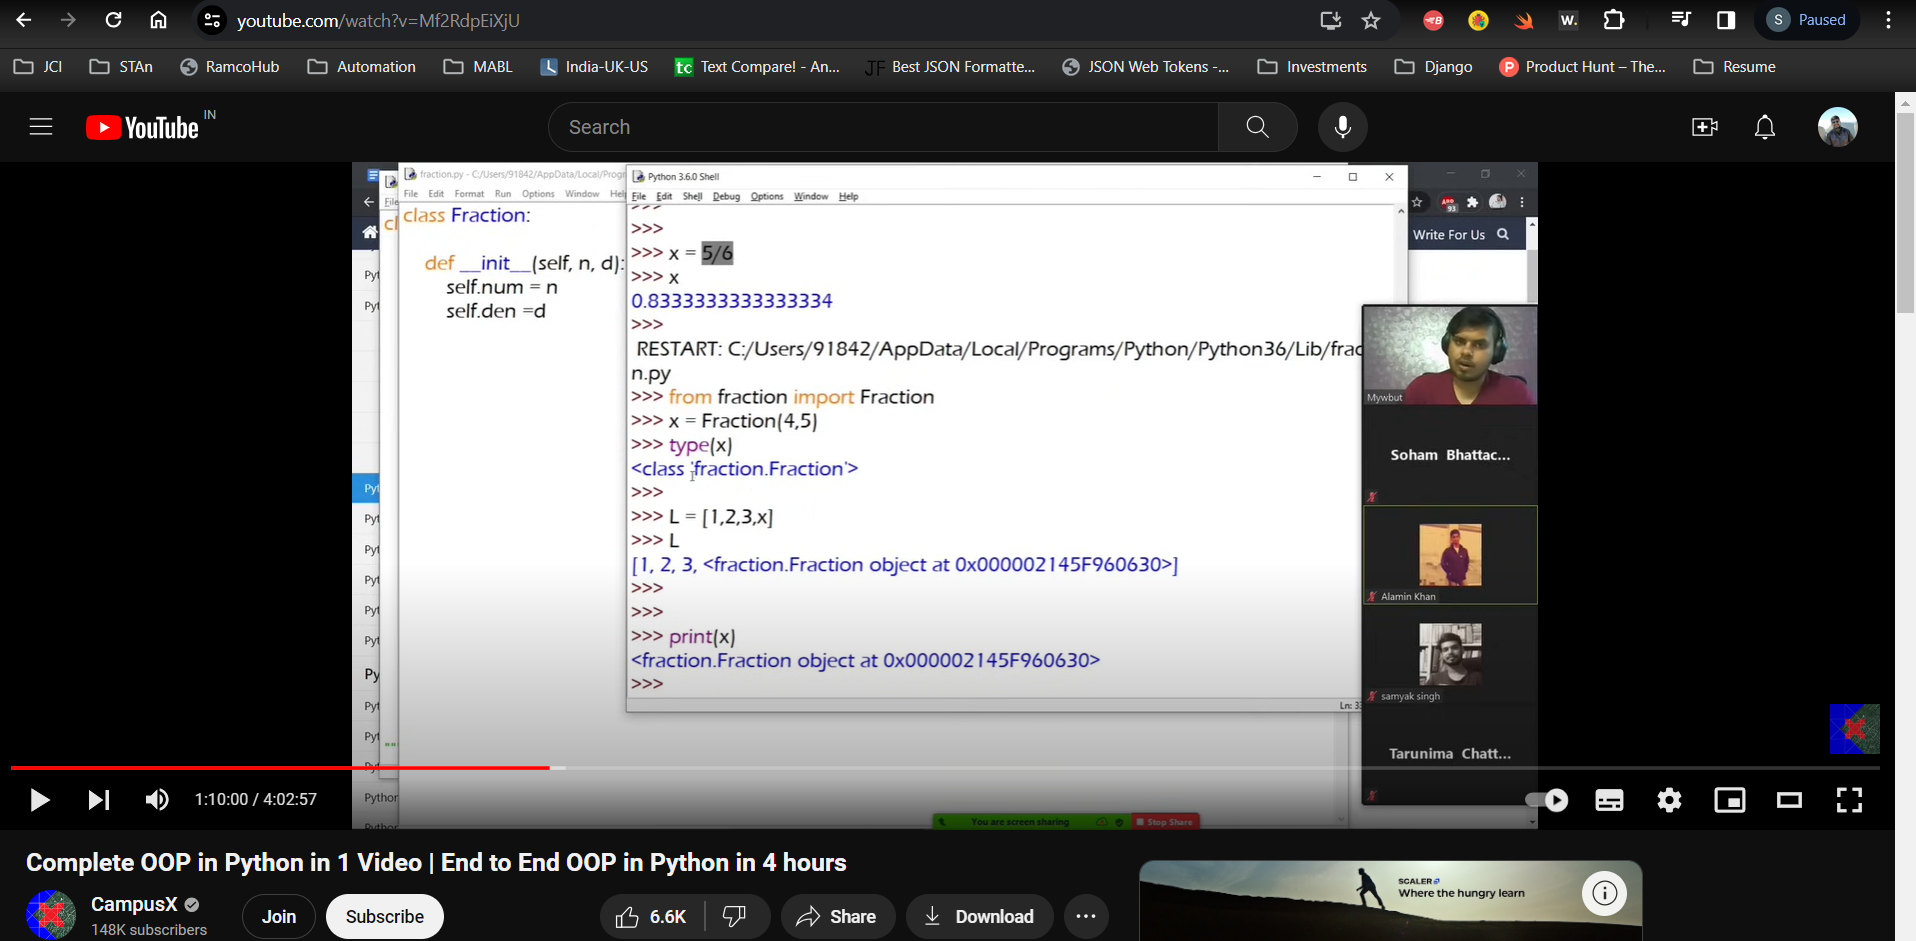 youtube.com/watch?v=Mf2RdpEiXjU
S Paused
JCI STAn RamcoHub Automation MABL India-UK-US tc Text Compare! - An... JF Best JSON Formatte... JSON Web Tokens -... Investments Django Product Hunt – The... Resume
YouTube IN
Search
fraction.py - C:/Users/91842/AppData/Local/Progr
File Edit Format Run Options Window Help
class Fraction:
def __init__(self, n, d):
self.num = n
self.den =d
Python 3.6.0 Shell
File Edit Shell Debug Options Window Help
>>>
>>>
>>> x = 5/6
>>> x
0.8333333333333334
>>>
RESTART: C:/Users/91842/AppData/Local/Programs/Python/Python36/Lib/frac
n.py
>>> from fraction import Fraction
>>> x = Fraction(4,5)
>>> type(x)
<class 'fraction.Fraction'>
>>>
>>> L = [1,2,3,x]
>>> L
[1, 2, 3, <fraction.Fraction object at 0x000002145F960630>]
>>>
>>>
>>> print(x)
<fraction.Fraction object at 0x000002145F960630>
>>>
Ln: 33
Write For Us
Mywbut
Soham Bhattac...
Alamin Khan
samyak singh
Tarunima Chatt...
Python
You are screen sharing Stop Share
1:10:00 / 4:02:57
Complete OOP in Python in 1 Video | End to End OOP in Python in 4 hours
CampusX
148K subscribers
Join
Subscribe
6.6K
Share
Download
SCALER
Where the hungry learn